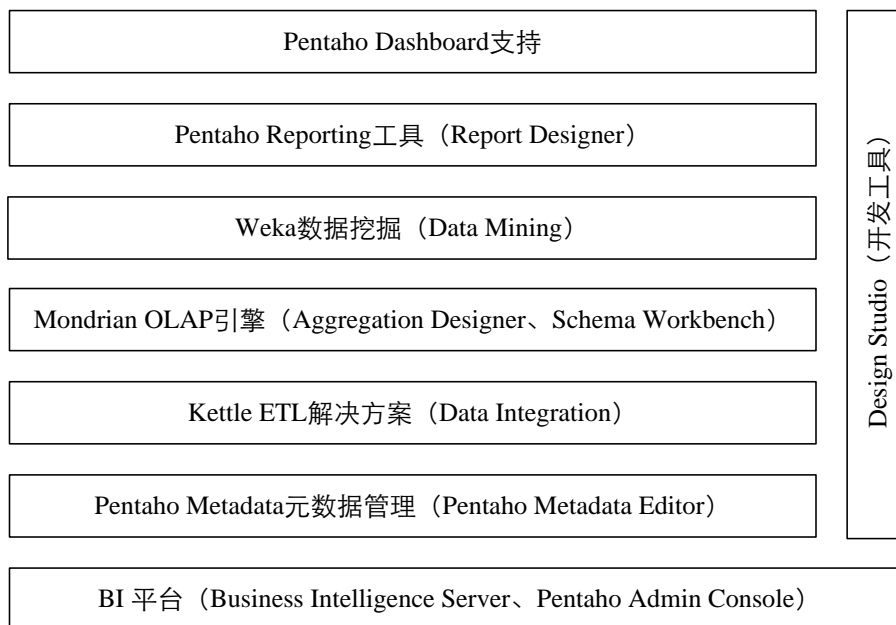 Pentaho Dashboard支持
Pentaho Reporting工具（Report Designer）
Weka数据挖掘（Data Mining）
Mondrian OLAP引擎（Aggregation Designer、Schema Workbench）
Kettle ETL解决方案（Data Integration）
Pentaho Metadata元数据管理（Pentaho Metadata Editor）
BI 平台（Business Intelligence Server、Pentaho Admin Console）
Design Studio（开发工具）